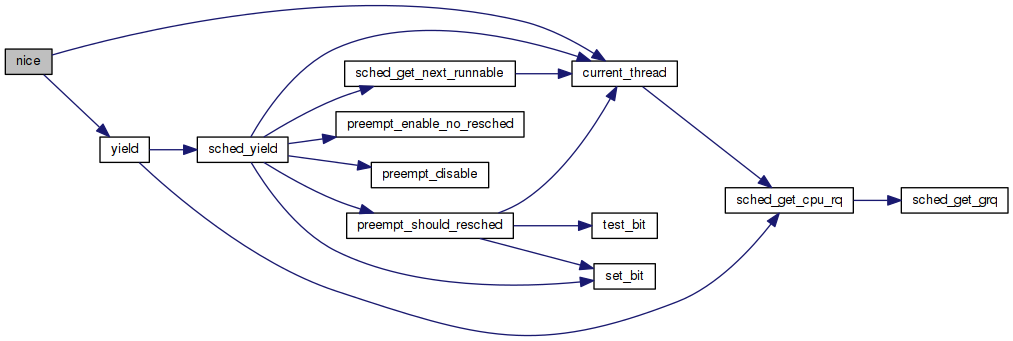 nice
yield
sched_yield
sched_get_next_runnable
preempt_enable_no_resched
preempt_disable
preempt_should_resched
current_thread
test_bit
set_bit
sched_get_cpu_rq
sched_get_grq